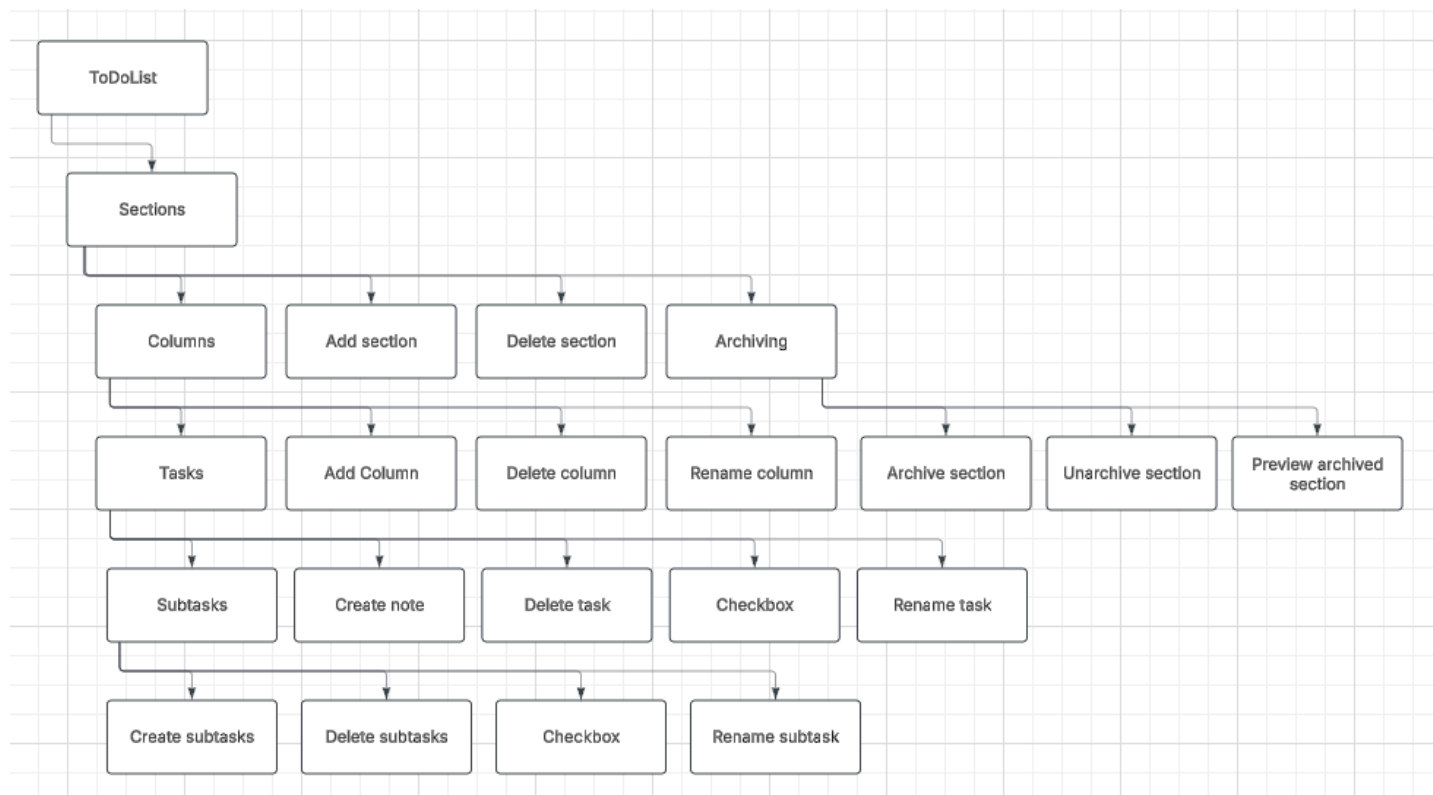 ToDoList
Sections
Columns
Add section
Delete section
Archiving
Tasks
Add Column
Delete column
Rename column
Archive section
Unarchive section
Preview archived
section
Subtasks
Create note
Delete task
Checkbox
Rename task
Create subtasks
Delete subtasks
Checkbox
Rename subtask